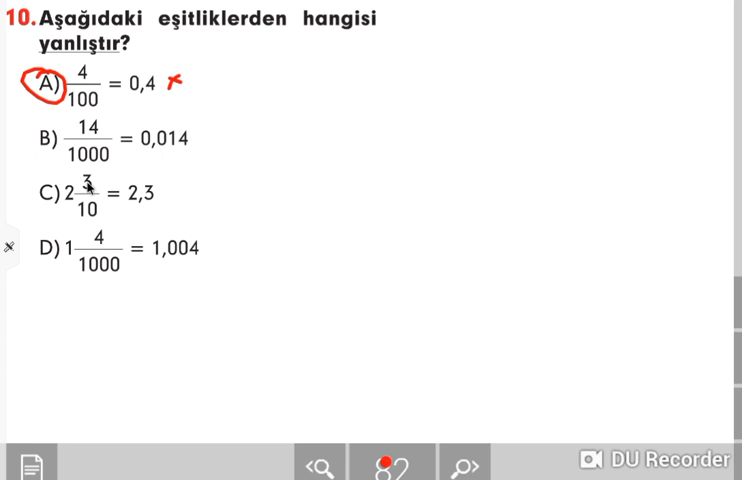 10. Aşağıdaki eşitliklerden hangisi
yanlıştır?
A) 4/100 = 0,4
B) 14/1000 = 0,014
C) 2 3/10 = 2,3
D) 1 4/1000 = 1,004
82
DU Recorder